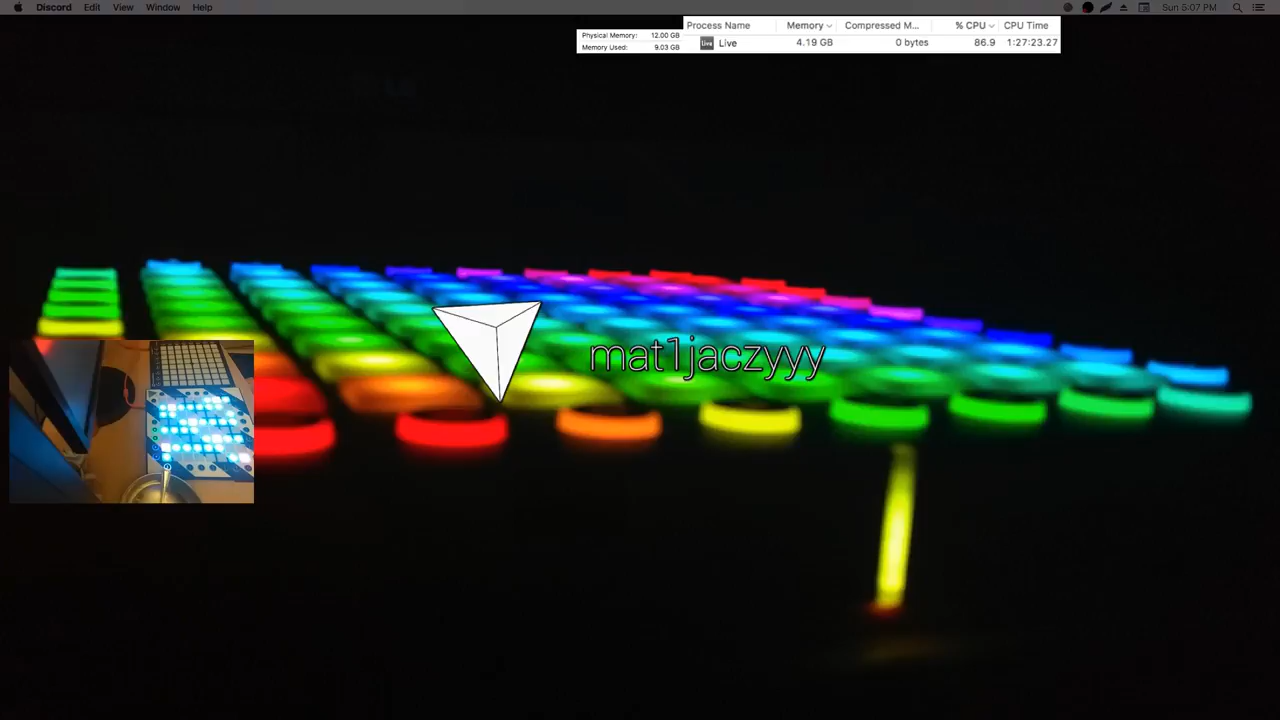 Discord Edit View Window Help
Sun 5:07 PM
Process Name Memory Compressed M... % CPU CPU Time
Physical Memory: 12.00 GB
Memory Used: 9.03 GB
Live Live 4.19 GB 0 bytes 86.9 1:27:23.27
mat1jaczyyy